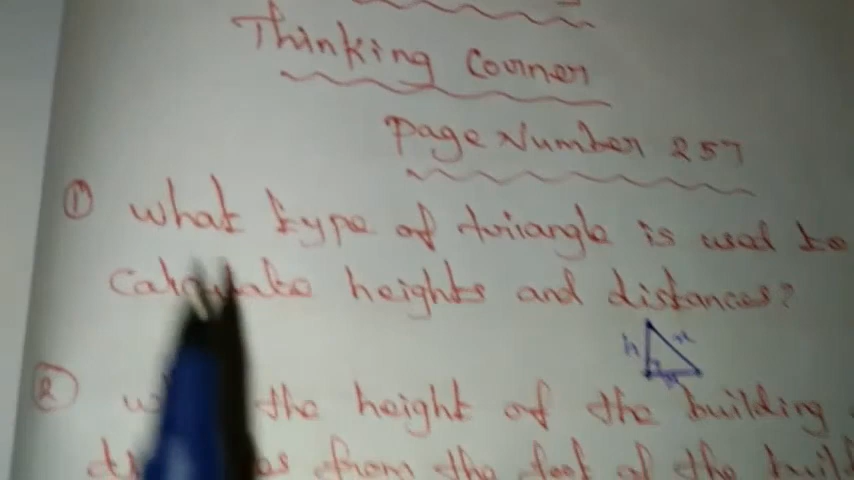 Thinking Corner
Page Number 257
① What type of triangle is used to
Calculate heights and distances?
h x
② the height of the building
from the foot of the